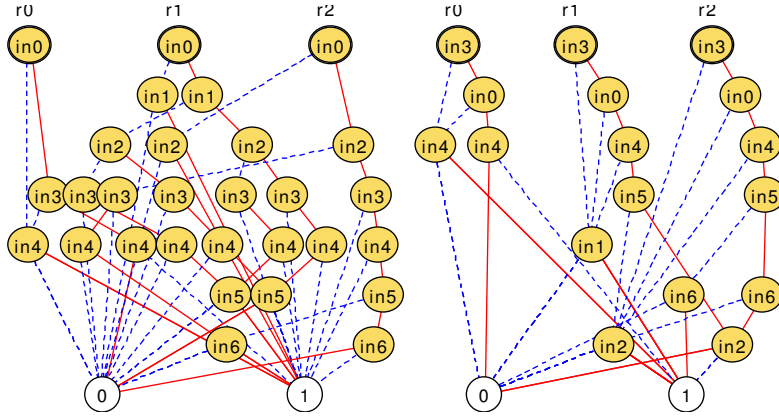 r0 r1 r2 r0 r1 r2
in0 in0 in0 in3 in3 in3
in1 in1 in0 in0 in0
in2 in2 in2 in2 in4 in4 in4 in4
in3 in3 in3 in3 in3 in3 in3 in5 in5
in4 in4 in4 in4 in4 in4 in4 in4 in1
in5 in5 in5 in6 in6
in6 in6 in2 in2
0 1 0 1